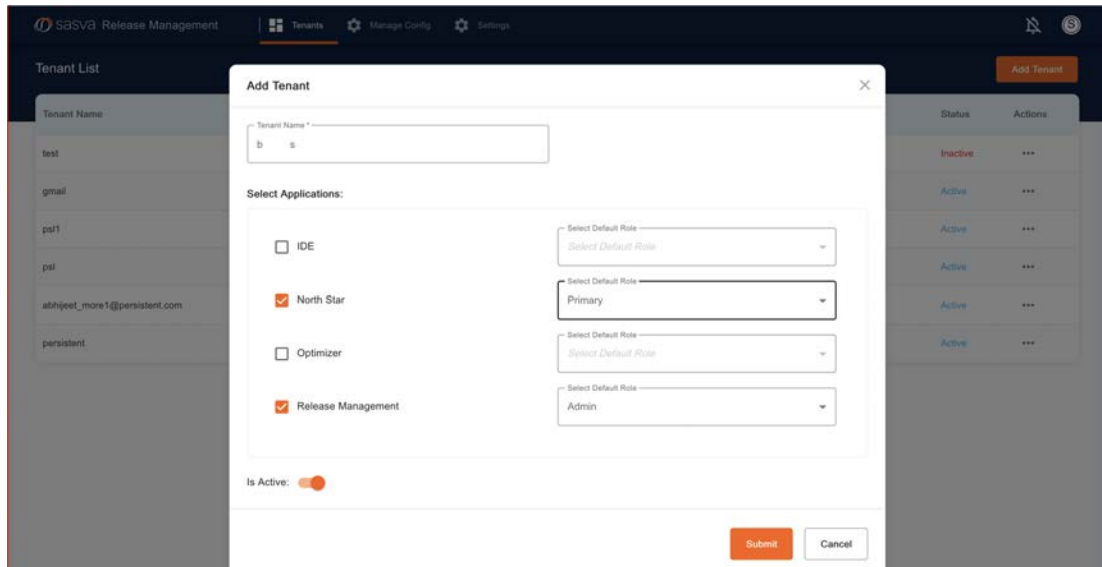 sasva Release Management
Tenants
Manage Config
Settings
S
Tenant List
Add Tenant
Tenant Name
Status
Actions
test
Inactive
gmail
Active
psl1
Active
psl
Active
abhijeet_more1@persistent.com
Active
persistent
Active
Add Tenant
Tenant Name *
b s
Select Applications:
IDE
Select Default Role
Select Default Role
North Star
Select Default Role
Primary
Optimizer
Select Default Role
Select Default Role
Release Management
Select Default Role
Admin
Is Active:
Submit
Cancel